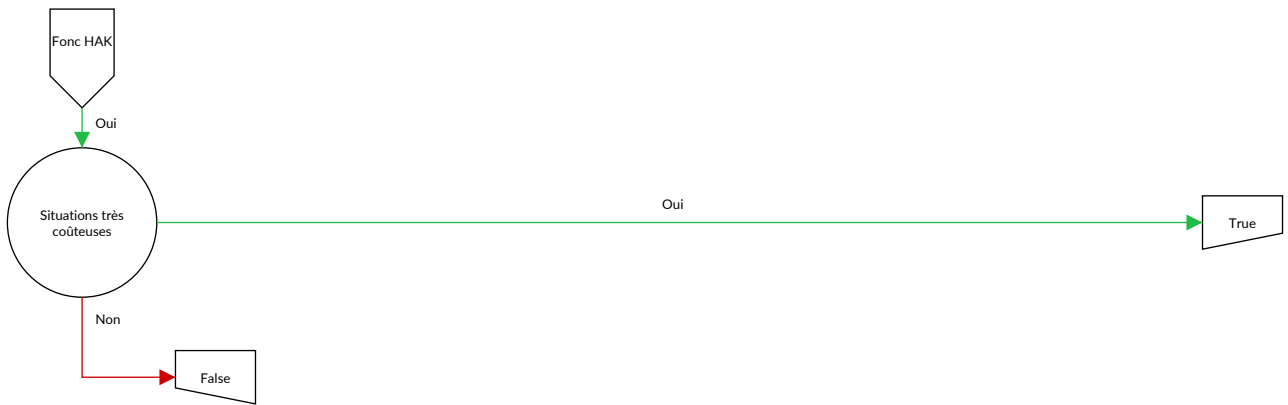 Fonc HAK
Oui
Situations très
coûteuses
Oui
True
Non
False